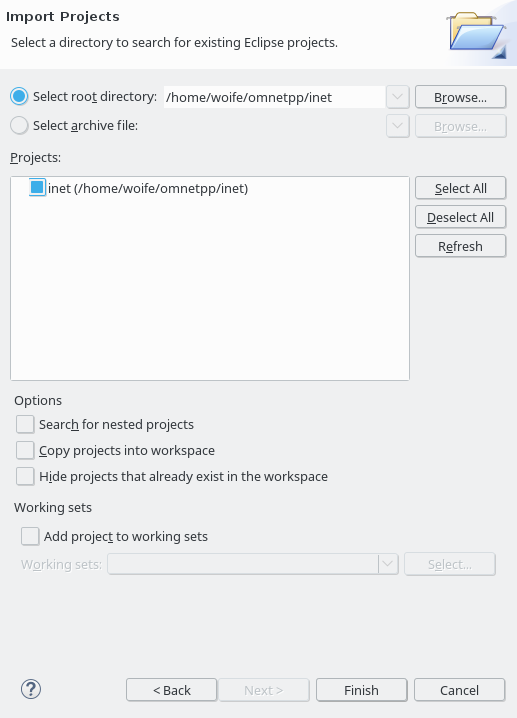 Import Projects
Select a directory to search for existing Eclipse projects.
Select root directory: /home/woife/omnetpp/inet Browse...
Select archive file: Browse...
Projects:
inet (/home/woife/omnetpp/inet)
Select All
Deselect All
Refresh
Options
Search for nested projects
Copy projects into workspace
Hide projects that already exist in the workspace
Working sets
Add project to working sets
Working sets: Select...
? < Back Next > Finish Cancel